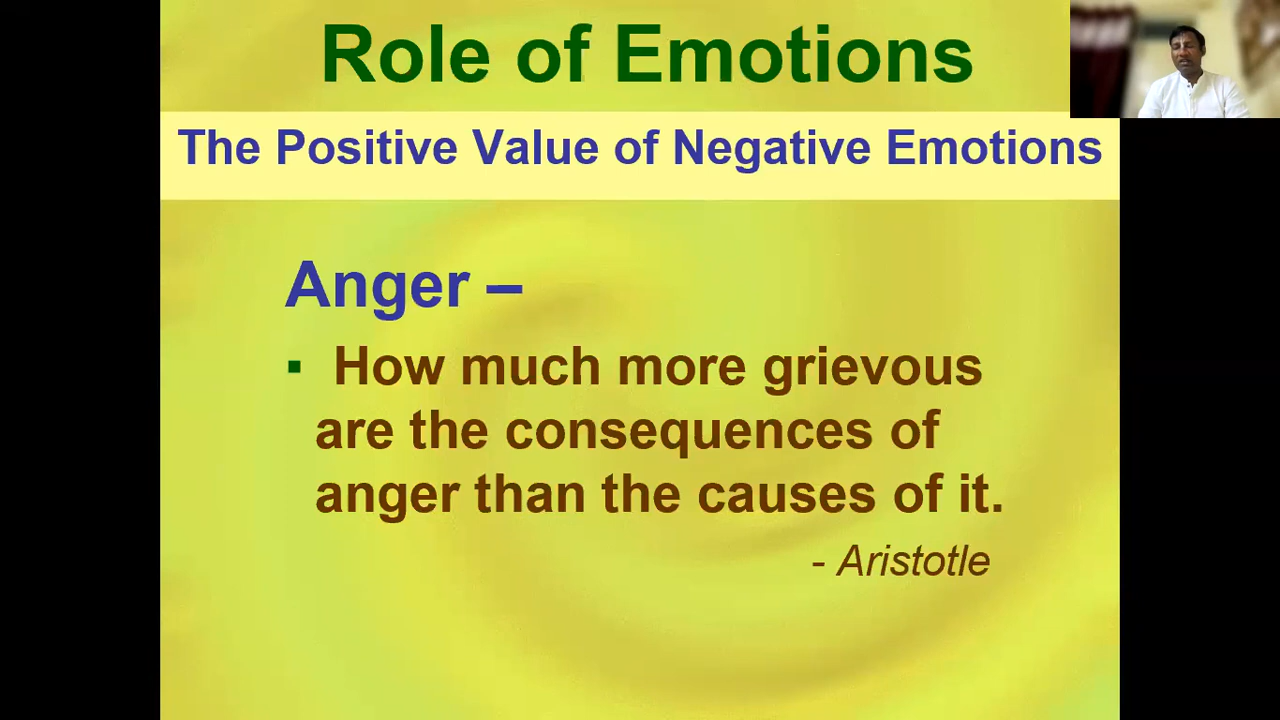 Role of Emotions
The Positive Value of Negative Emotions
Anger –
▪ How much more grievous
are the consequences of
anger than the causes of it.
- Aristotle